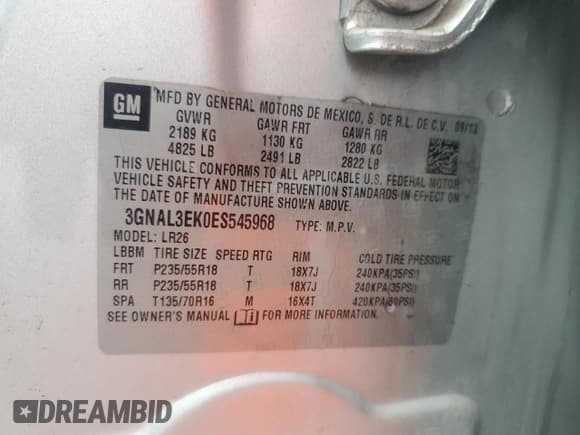 GM
MFD BY GENERAL MOTORS DE MEXICO, S. DE R.L. DE C.V. 09/13
GVWR GAWR FRT GAWR RR
2189 KG 1130 KG 1280 KG
4825 LB 2491 LB 2822 LB
THIS VEHICLE CONFORMS TO ALL APPLICABLE U.S. FEDERAL MOTOR
VEHICLE SAFETY AND THEFT PREVENTION STANDARDS IN EFFECT ON
THE DATE OF MANUFACTURE SHOWN ABOVE.
3GNAL3EK0ES545968 TYPE: M.P.V.
MODEL: LR26
LBBM TIRE SIZE SPEED RTG RIM COLD TIRE PRESSURE
FRT P235/55R18 T 18X7J 240KPA(35PSI)
RR P235/55R18 T 18X7J 240KPA(35PSI)
SPA T135/70R16 M 16X4T 420KPA(60PSI)
SEE OWNER'S MANUAL FOR MORE INFORMATION.
DREAMBID